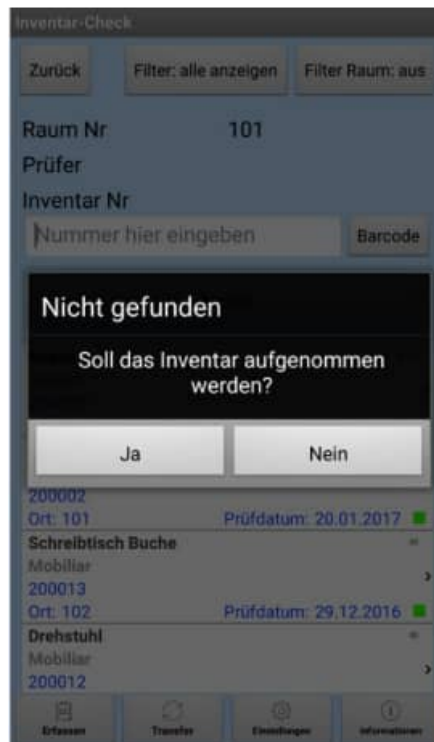 Inventar-Check
Zurück
Filter: alle anzeigen
Filter Raum: aus
Raum Nr 101
Prüfer
Inventar Nr
Nummer hier eingeben
Barcode
Nicht gefunden
Soll das Inventar aufgenommen
werden?
Ja
Nein
200002
Ort: 101 Prüfdatum: 20.01.2017
Schreibtisch Buche
Mobiliar
200013
Ort: 102 Prüfdatum: 29.12.2016
Drehstuhl
Mobiliar
200012
Erfassen
Transfer
Einstellungen
Informationen